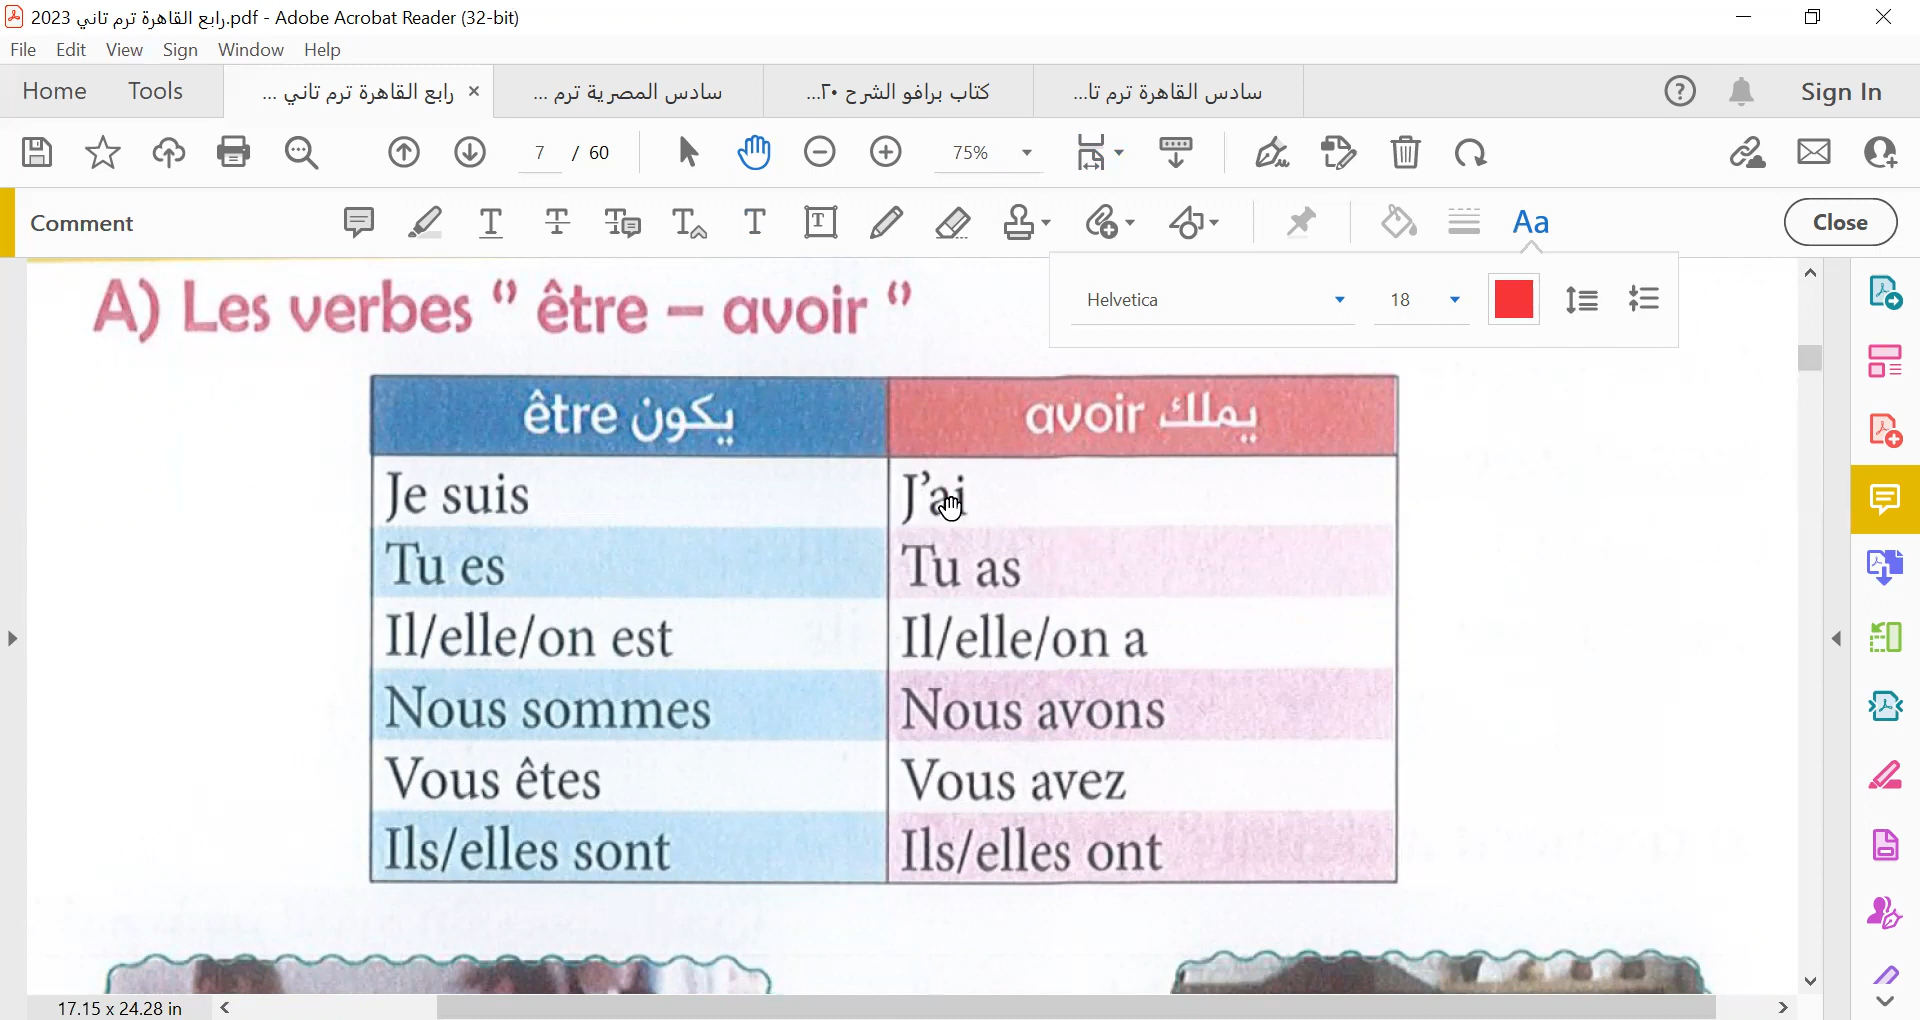 رابع القاهرة ترم تاني 2023.pdf - Adobe Acrobat Reader (32-bit)
File Edit View Sign Window Help
Home Tools رابع القاهرة ترم تاني ... × سادس المصرية ترم ... كتاب برافو الشرح ٢٠... سادس القاهرة ترم تا... Sign In
7 / 60 75%
Comment Aa Close
Helvetica 18
A) Les verbes “ être – avoir “
être يكون avoir يملك
Je suis J’ai
Tu es Tu as
Il/elle/on est Il/elle/on a
Nous sommes Nous avons
Vous êtes Vous avez
Ils/elles sont Ils/elles ont
17.15 x 24.28 in